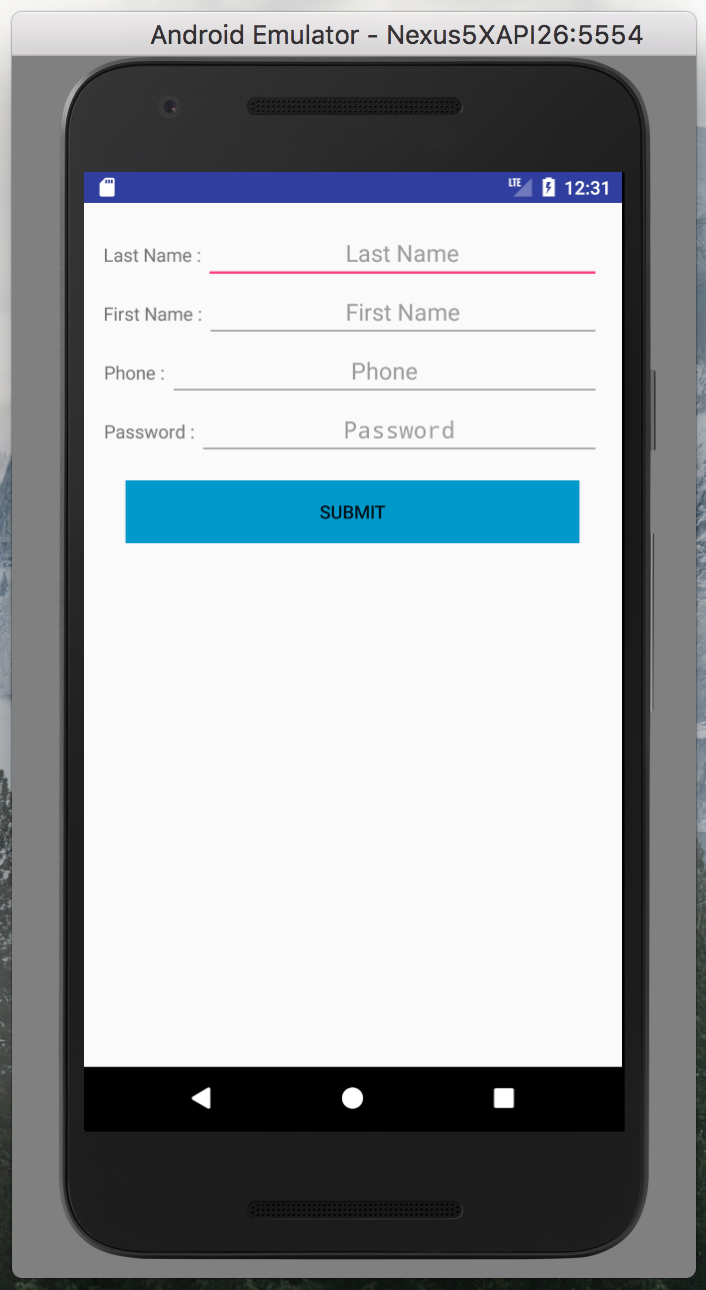 Android Emulator - Nexus5XAPI26:5554
LTE 12:31
Last Name : Last Name
First Name : First Name
Phone : Phone
Password : Password
SUBMIT